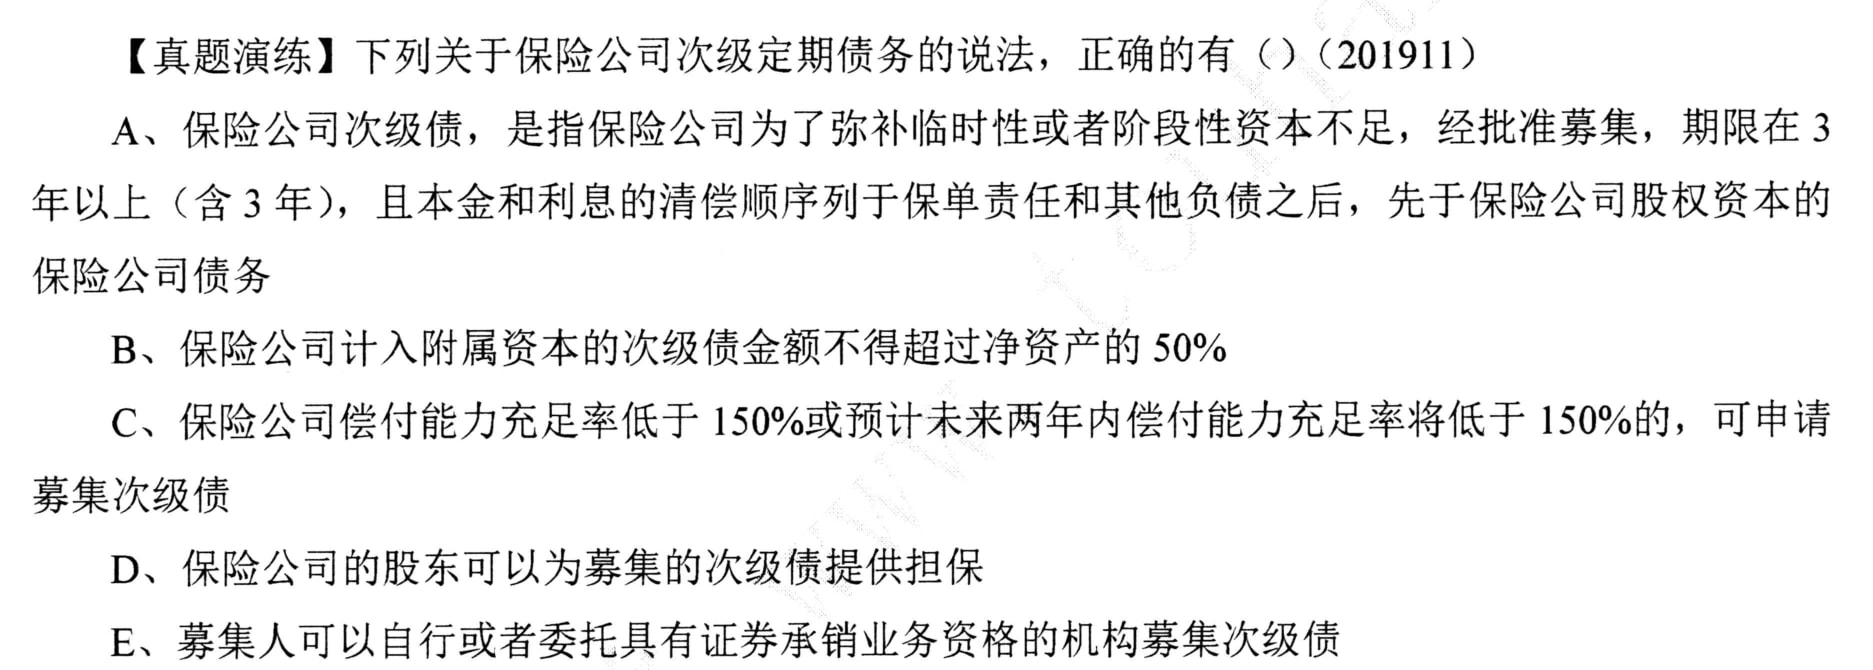 【真题演练】下列关于保险公司次级定期债务的说法，正确的有（）（201911）
A、保险公司次级债，是指保险公司为了弥补临时性或者阶段性资本不足，经批准募集，期限在 3
年以上（含 3 年），且本金和利息的清偿顺序列于保单责任和其他负债之后，先于保险公司股权资本的
保险公司债务
B、保险公司计入附属资本的次级债金额不得超过净资产的 50%
C、保险公司偿付能力充足率低于 150%或预计未来两年内偿付能力充足率将低于 150%的，可申请
募集次级债
D、保险公司的股东可以为募集的次级债提供担保
E、募集人可以自行或者委托具有证券承销业务资格的机构募集次级债